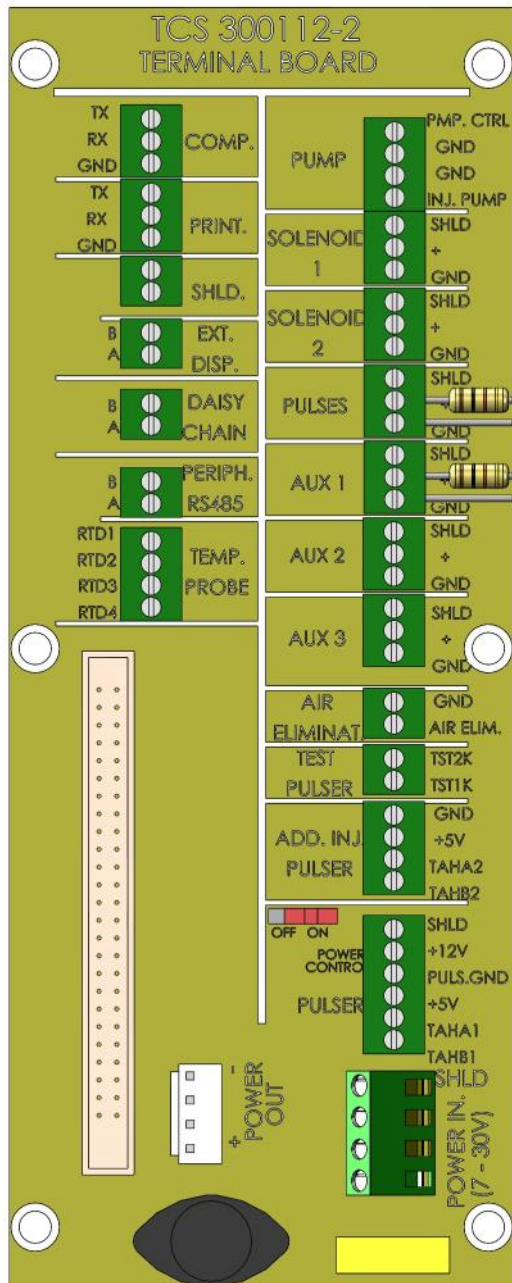 TCS 300112-2
TERMINAL BOARD
TX
RX
GND
COMP.
TX
RX
GND
PRINT.
SHLD.
B
A
EXT.
DISP.
B
A
DAISY
CHAIN
B
A
PERIPH.
RS485
RTD1
RTD2
RTD3
RTD4
TEMP.
PROBE
PUMP
PMP. CTRL
GND
GND
INJ. PUMP
SOLENOID
1
SHLD
+
GND
SOLENOID
2
SHLD
+
GND
PULSES
SHLD
GND
AUX 1
SHLD
+
GND
AUX 2
SHLD
+
GND
AUX 3
SHLD
+
GND
AIR
ELIMINAT.
GND
AIR ELIM.
TEST
PULSER
TST2K
TST1K
ADD. INJ.
PULSER
GND
+5V
TAHA2
TAHB2
OFF ON
POWER
CONTRO
PULSER
SHLD
+12V
PULS.GND
+5V
TAHA1
TAHB1
- +
POWER
OUT
SHLD
POWER IN.
(7 - 30V)